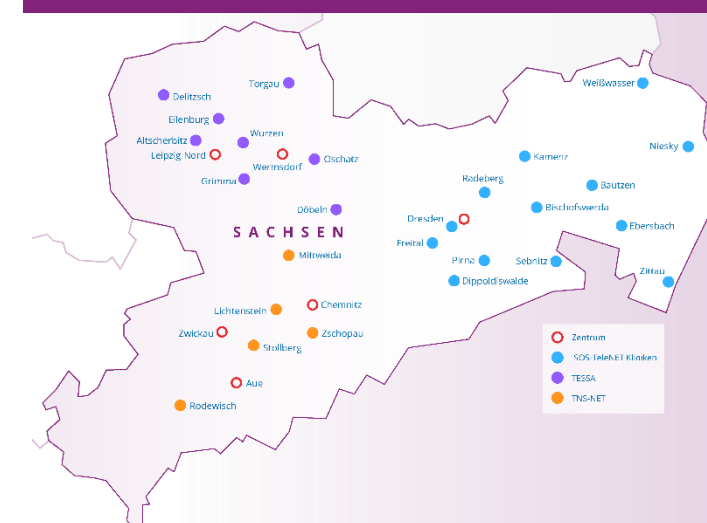 Torgau
Weißwasser
Delitzsch
Eilenburg
Altscherbitz
Wurzen
Leipzig Nord
Wermsdorf
Oschatz
Grimma
Kamenz
Niesky
Radeberg
Bautzen
Döbeln
Bischofswerda
Dresden
SACHSEN
Ebersbach
Freital
Mittweida
Pirna
Sebnitz
Zittau
Dippoldiswalde
Lichtenstein
Chemnitz
Zwickau
Zschopau
Stollberg
Aue
Rodewisch
Zentrum
SOS-TeleNET Kliniken
TESSA
TNS-NET